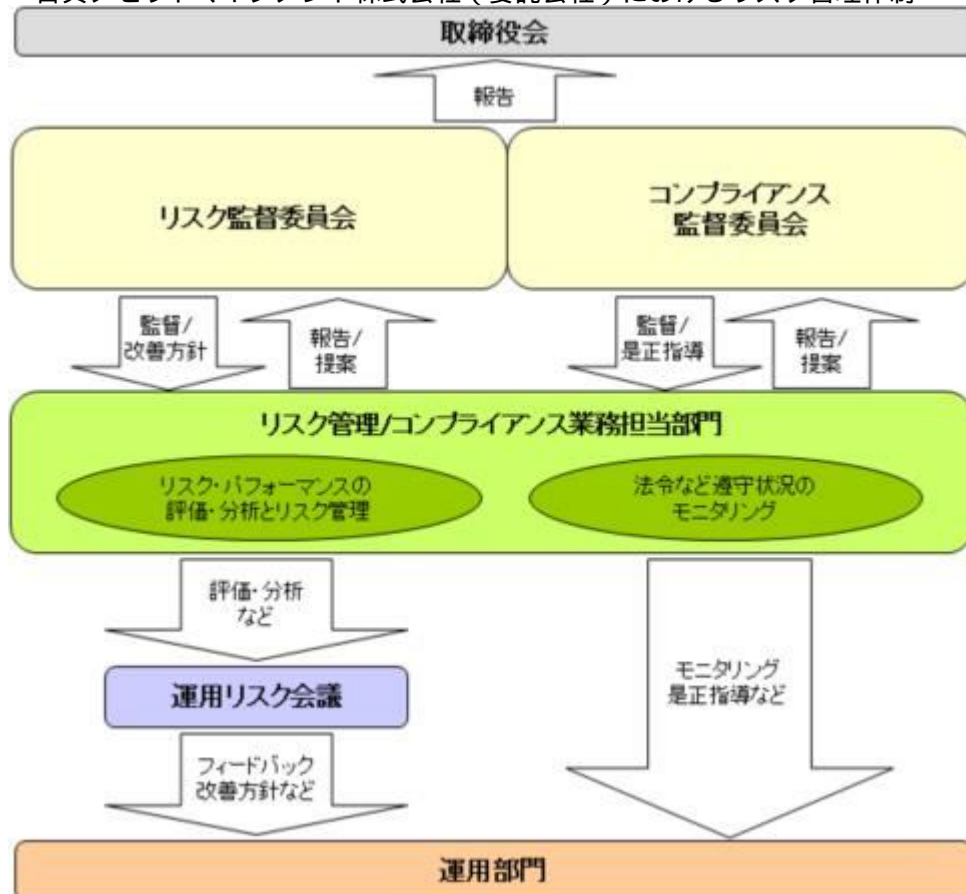 取締役会
報告
リスク監督委員会
コンプライアンス
監督委員会
監督/
改善方針
報告/
提案
監督/
是正指導
報告/
提案
リスク管理/コンプライアンス業務担当部門
リスク・パフォーマンスの
評価・分析とリスク管理
法令など遵守状況の
モニタリング
評価・分析
など
運用リスク会議
モニタリング
是正指導など
フィードバック
改善方針など
運用部門